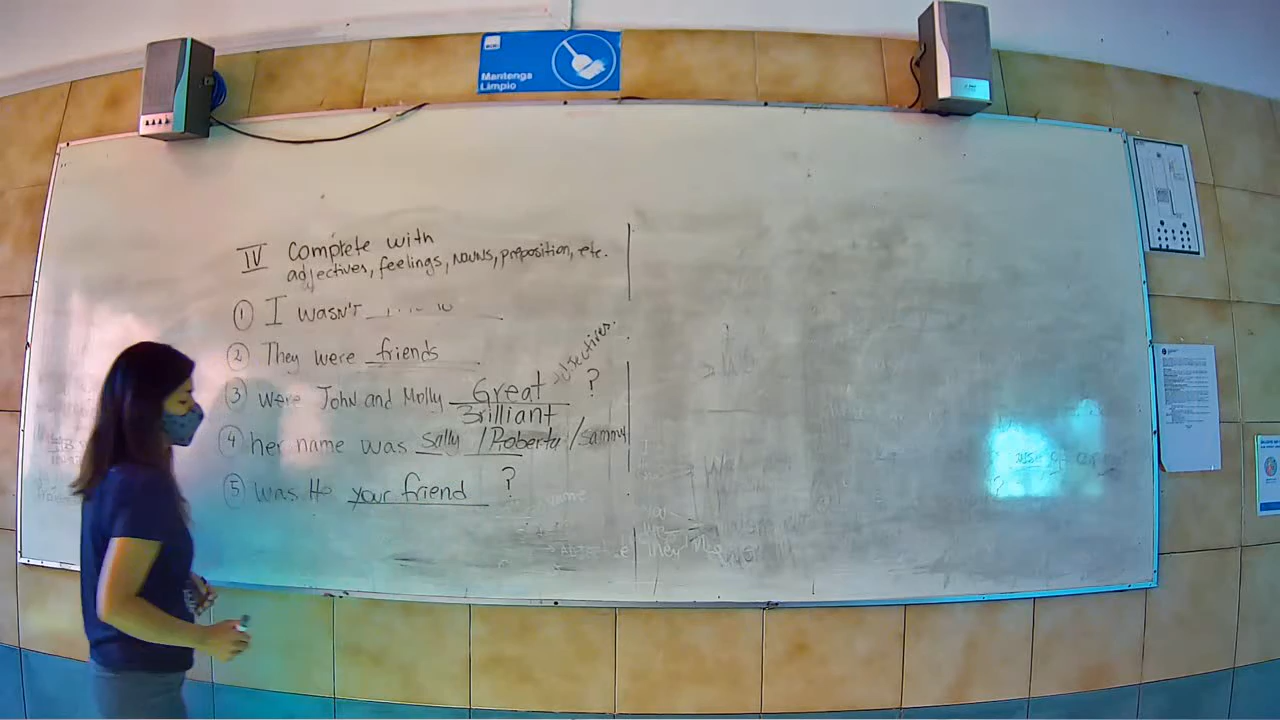 Mantenga
Limpio
IV Complete with
adjectives, feelings, nouns, preposition, etc.
① I wasn't
② They were friends
adjectives.
③ were John and Molly Great ?
Brilliant
④ her name was sally / Roberta / sammy
⑤ was He your friend ?